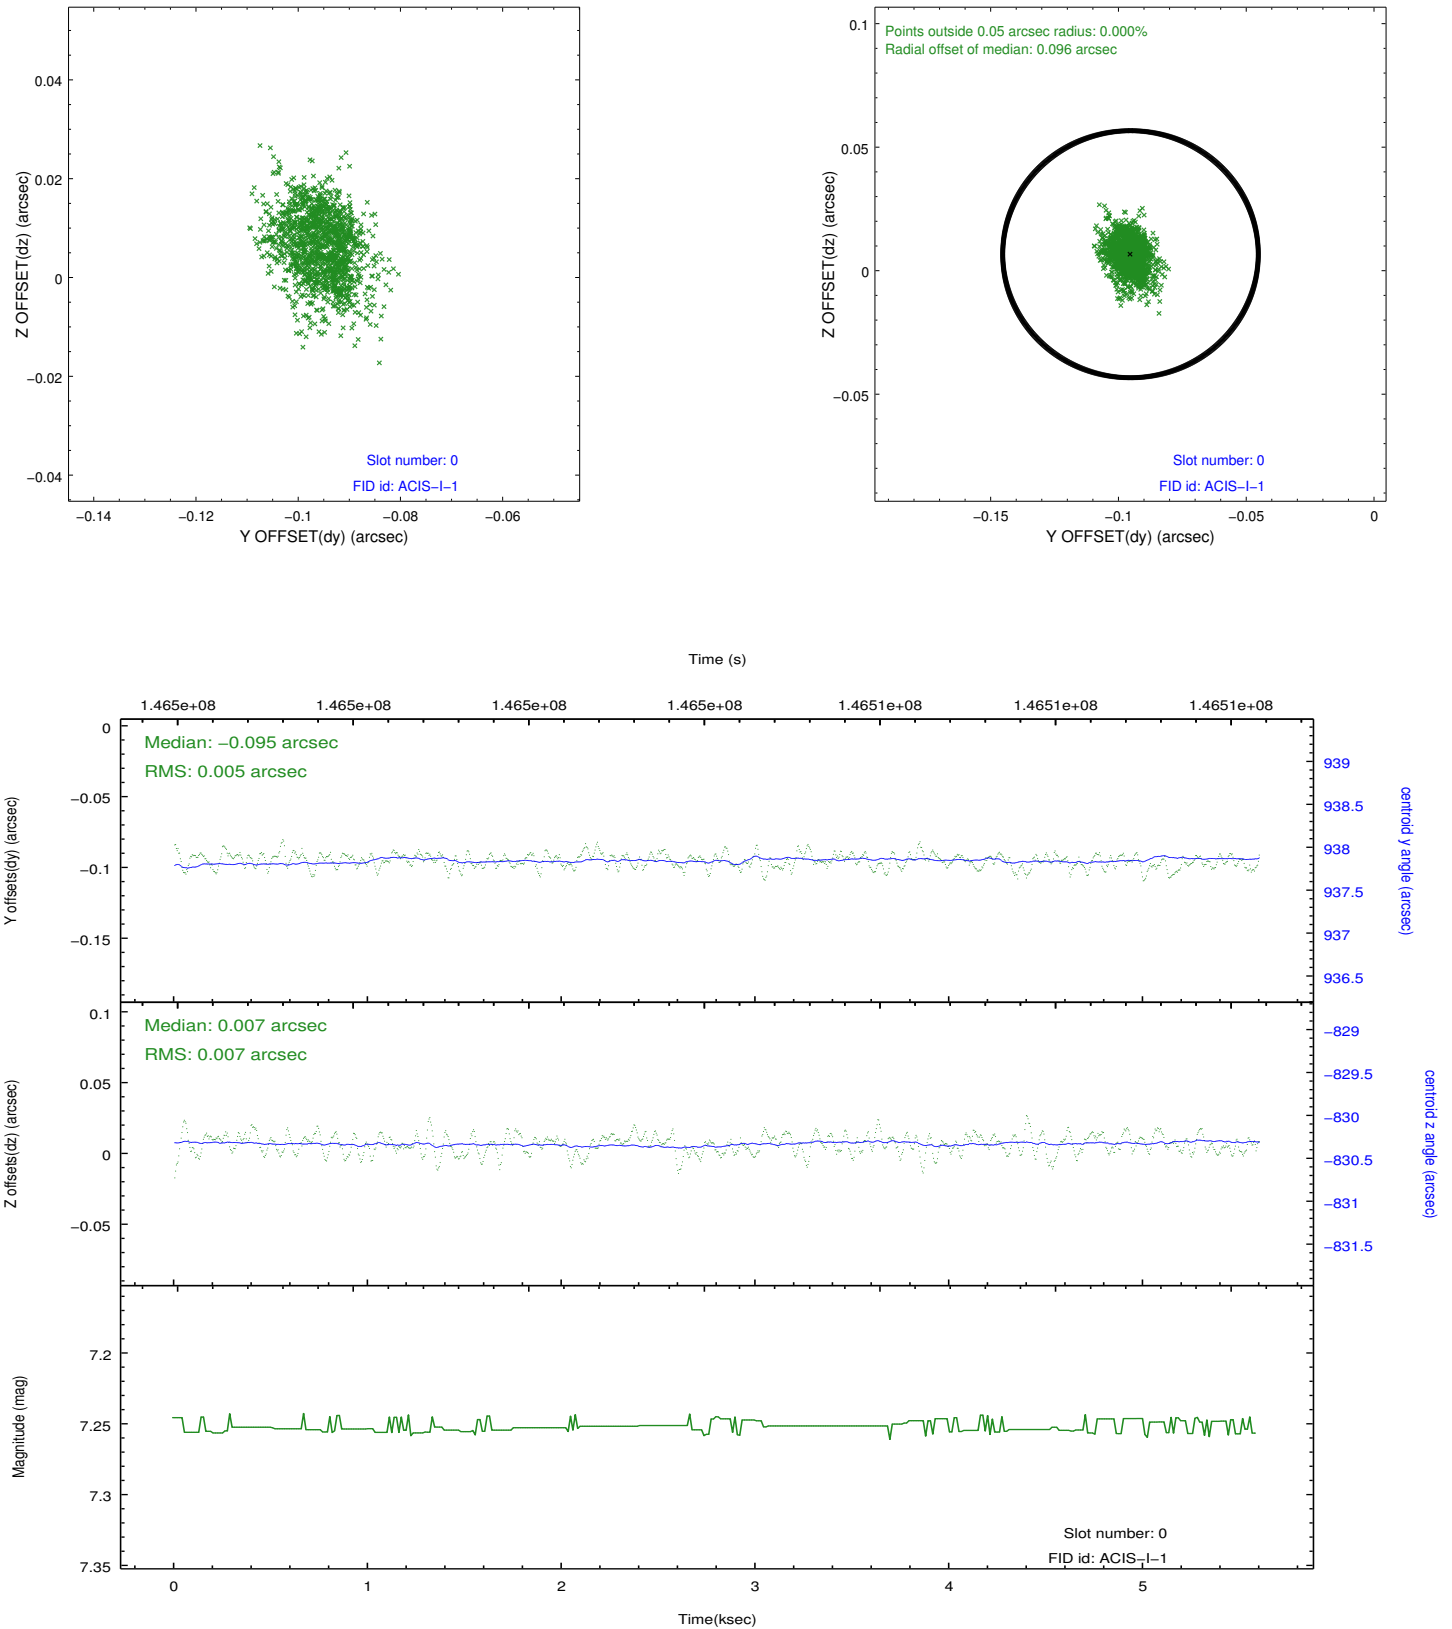 0.04
0.02
0
−0.02
−0.04
Z OFFSET(dz) (arcsec)
Slot number: 0
FID id: ACIS−I−1
−0.14
−0.12
−0.1
−0.08
−0.06
Y OFFSET(dy) (arcsec)
Points outside 0.05 arcsec radius: 0.000%
Radial offset of median: 0.096 arcsec
0.1
0.05
0
−0.05
Z OFFSET(dz) (arcsec)
Slot number: 0
FID id: ACIS−I−1
−0.15
−0.1
−0.05
0
Y OFFSET(dy) (arcsec)
Time (s)
1.465e+08
1.465e+08
1.465e+08
1.465e+08
1.4651e+08
1.4651e+08
1.4651e+08
Median: −0.095 arcsec
RMS: 0.005 arcsec
0
−0.05
−0.1
−0.15
Y offsets(dy) (arcsec)
939
938.5
938
937.5
937
936.5
centroid y angle (arcsec)
Median: 0.007 arcsec
RMS: 0.007 arcsec
0.1
0.05
0
−0.05
Z offsets(dz) (arcsec)
−829
−829.5
−830
−830.5
−831
−831.5
centroid z angle (arcsec)
7.2
7.25
7.3
7.35
Magnitude (mag)
Slot number: 0
FID id: ACIS−I−1
0
1
2
3
4
5
Time(ksec)